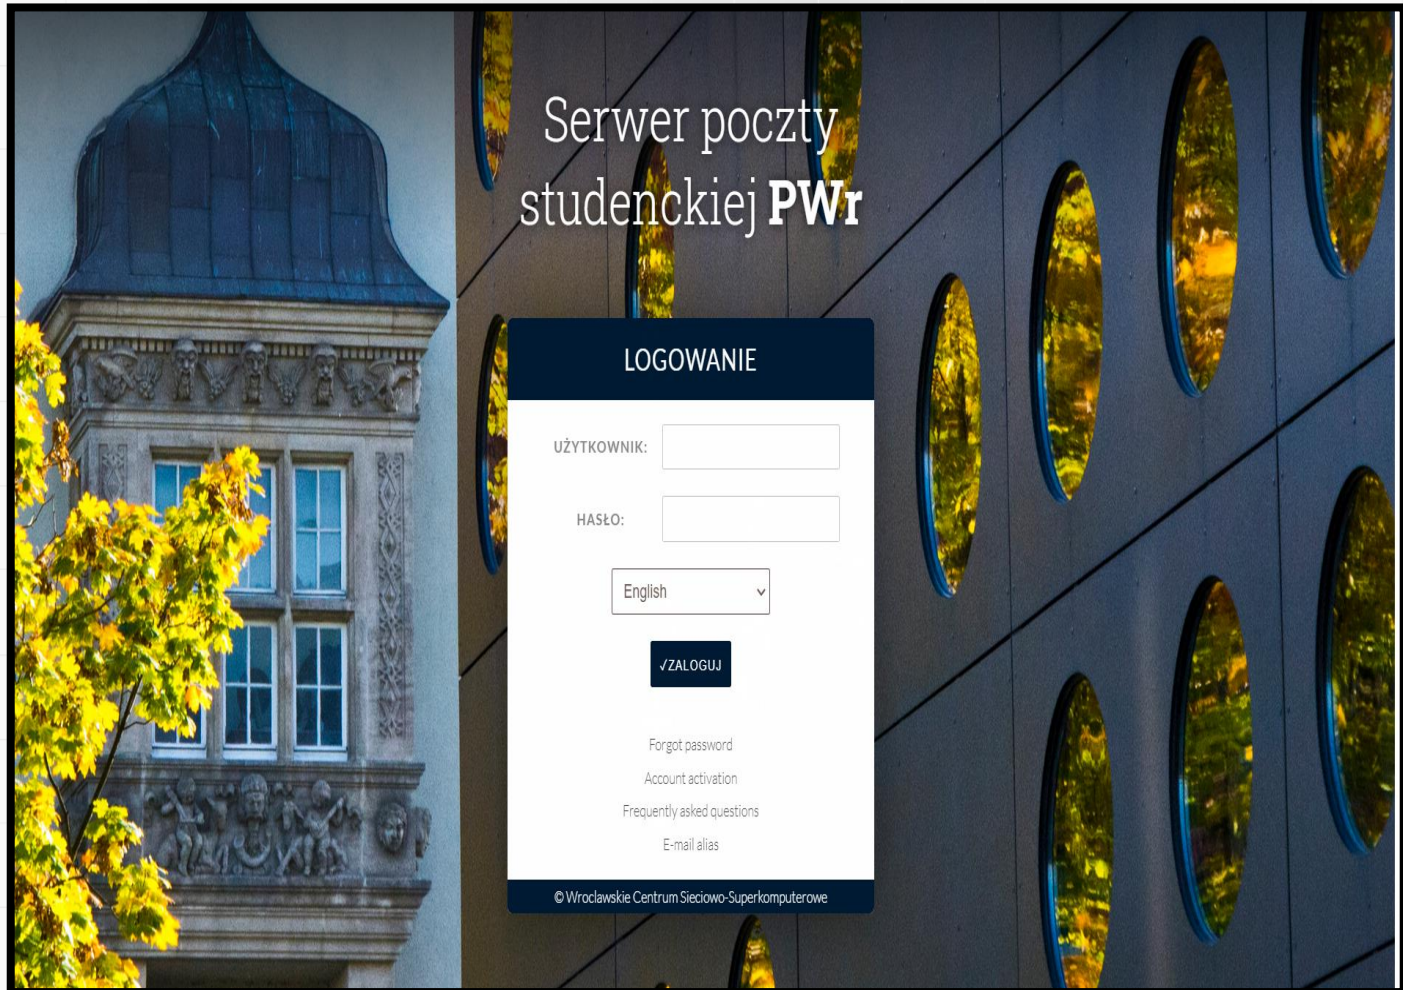 Serwer poczty
studenckiej PWr
LOGOWANIE
UŻYTKOWNIK:
HASŁO:
English
√ZALOGUJ
Forgot password
Account activation
Frequently asked questions
E-mail alias
© Wroclawskie Centrum Sieciowo-Superkomputerowe